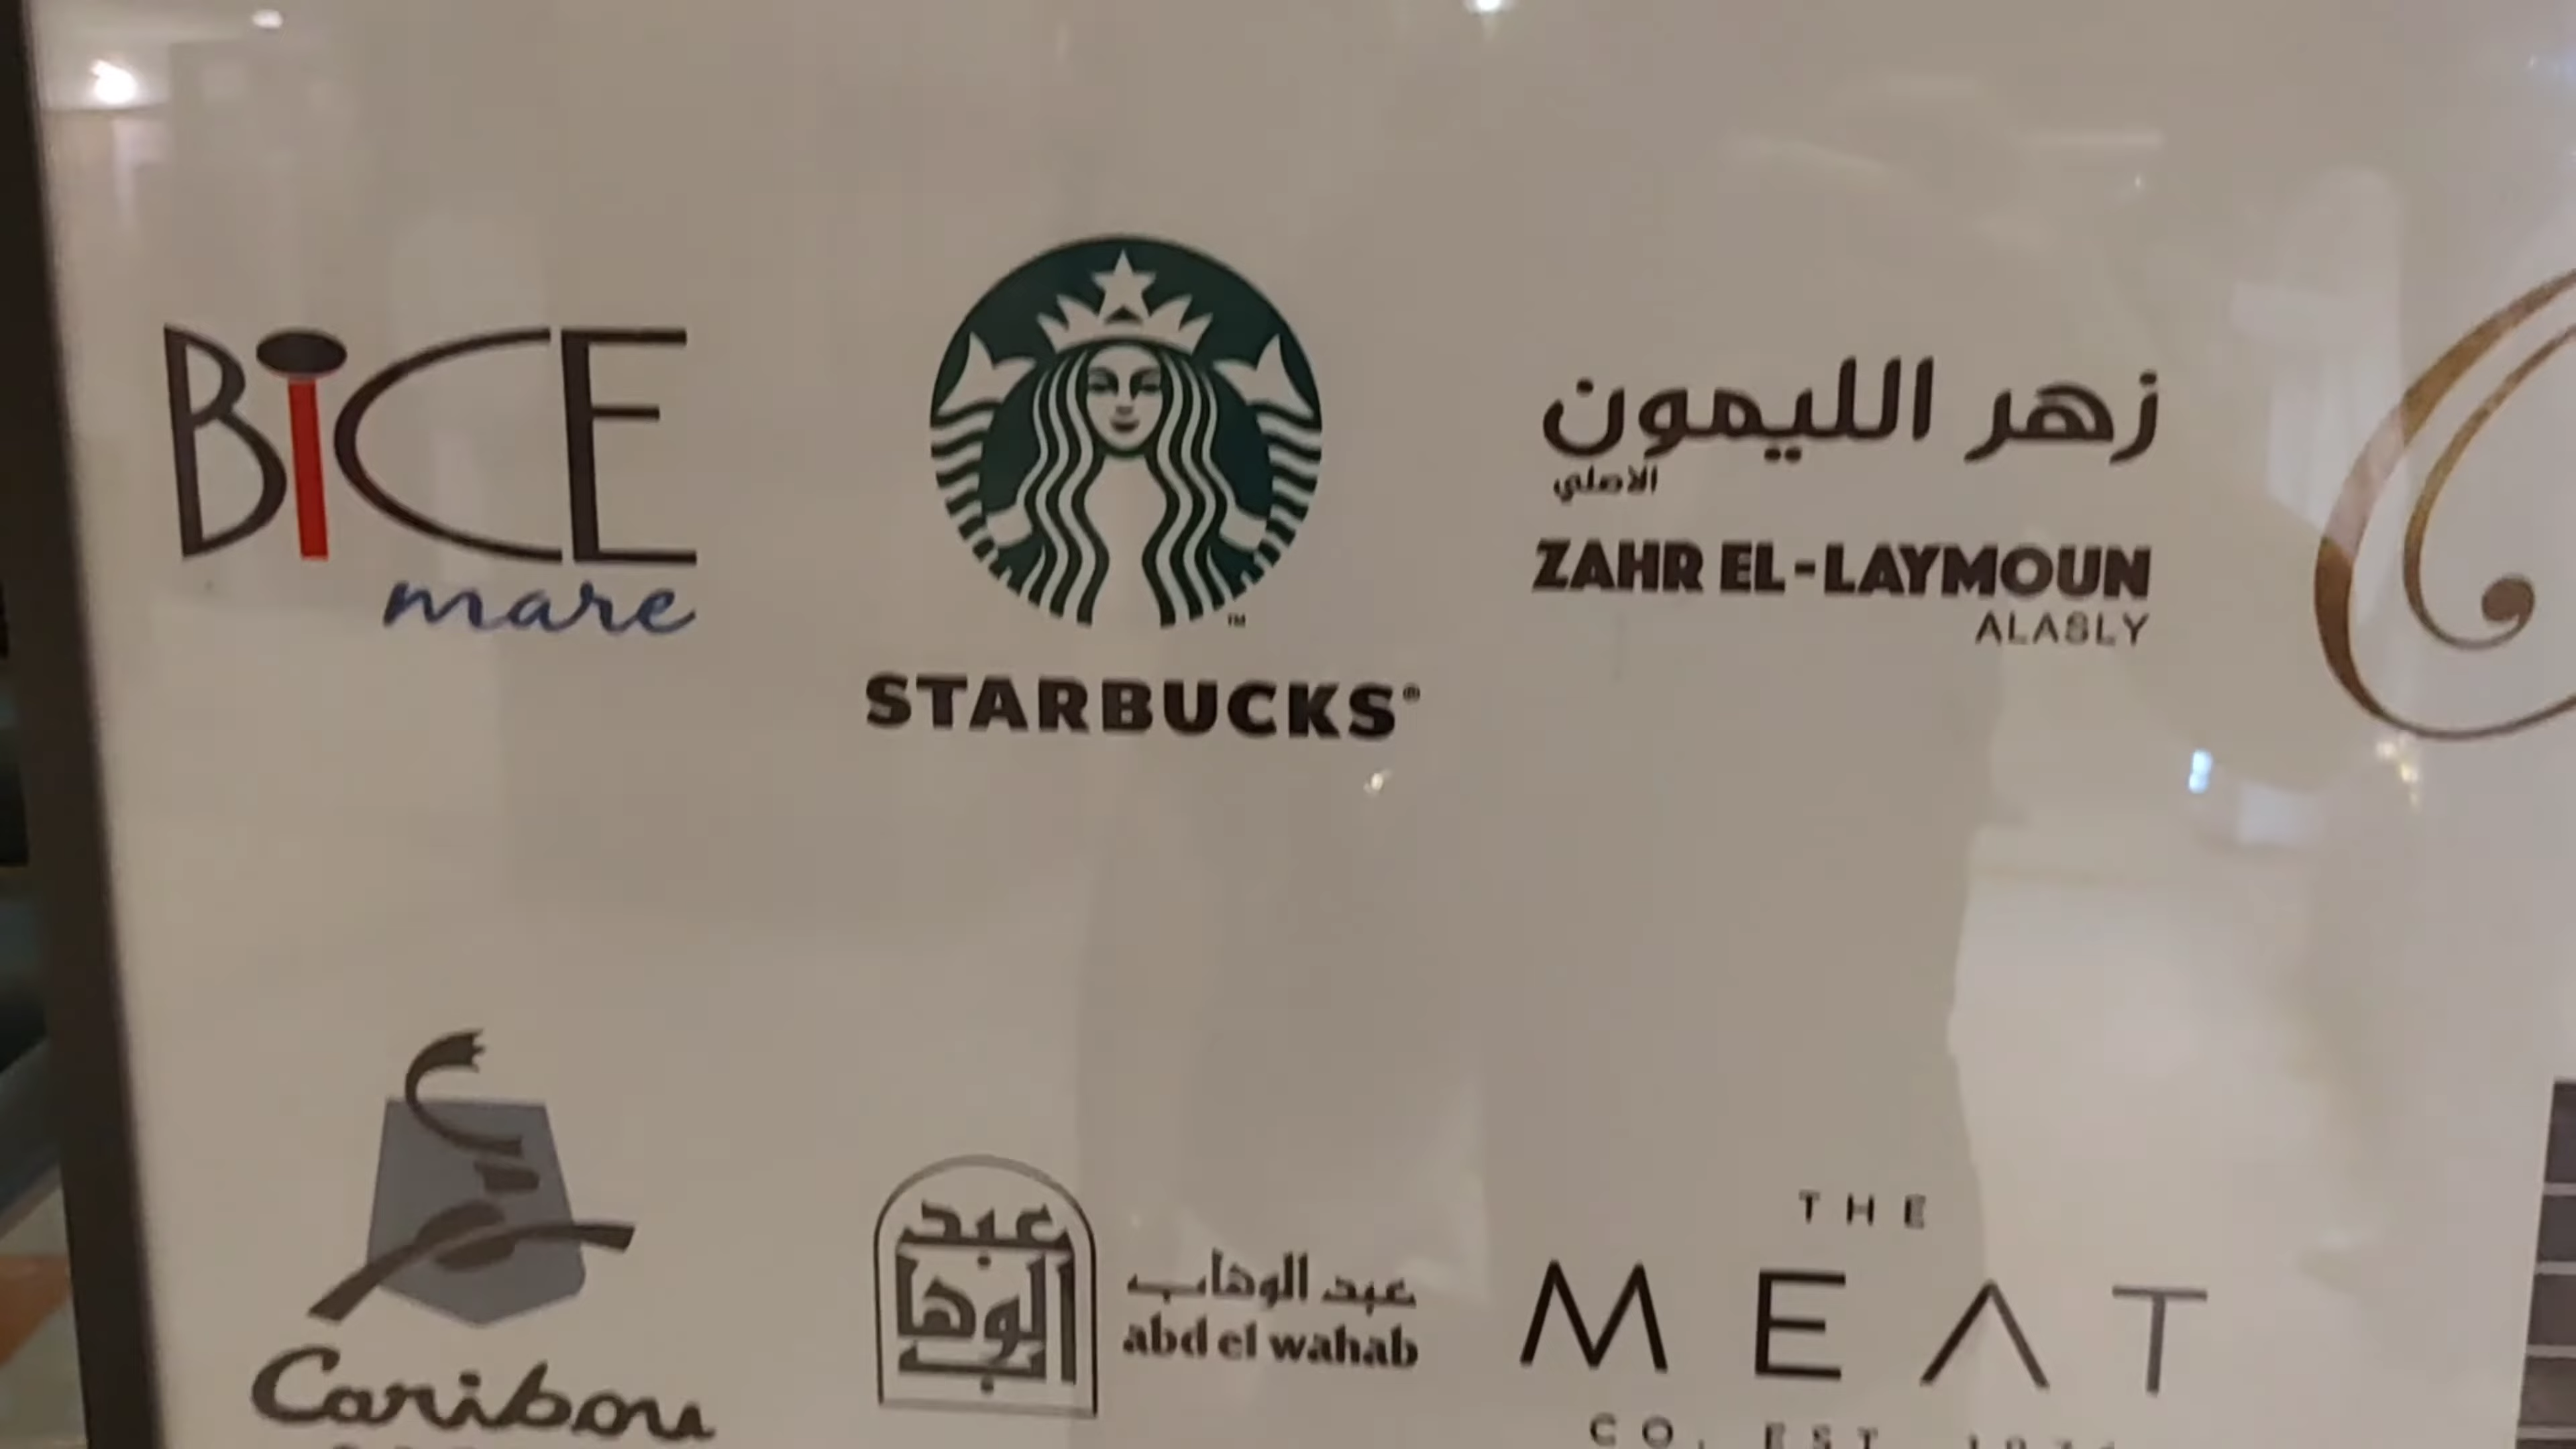 BiCE
mare
STARBUCKS®
زهر الليمون
الاصلي
ZAHR EL-LAYMOUN
ALASLY
Caribou
عبد
الوهاب
عبد الوهاب
abd el wahab
THE
MEAT
CO. EST.